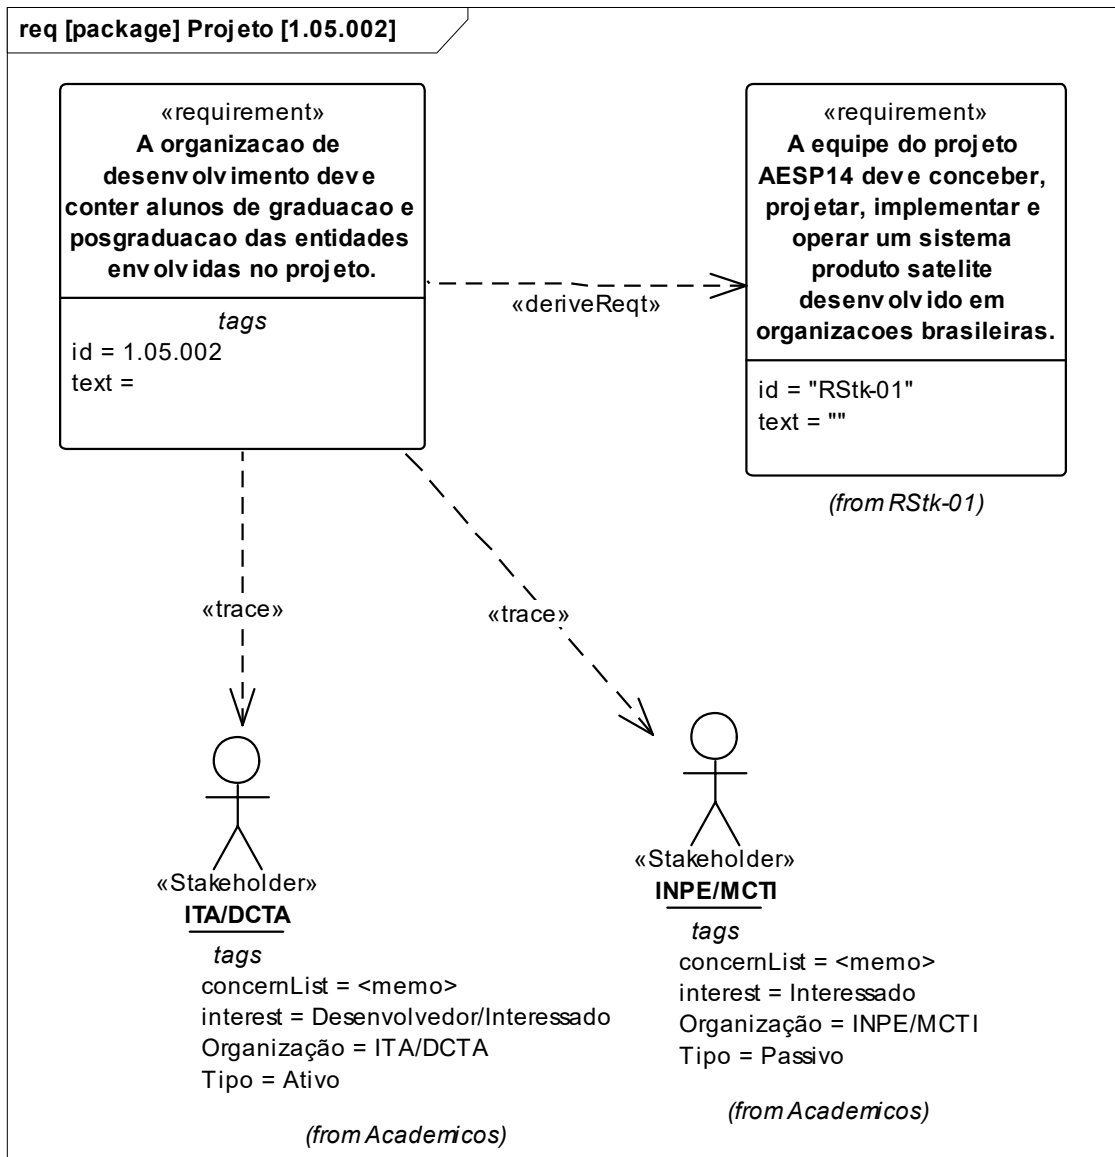 req [package] Projeto [1.05.002]
«requirement»
A organizacao de
desenvolvimento deve
conter alunos de graduacao e
posgraduacao das entidades
envolvidas no projeto.
tags
id = 1.05.002
text =
«requirement»
A equipe do projeto
AESP14 deve conceber,
projetar, implementar e
operar um sistema
produto satelite
desenvolvido em
organizacoes brasileiras.
id = "RStk-01"
text = ""
(from RStk-01)
«deriveReqt»
«trace»
«trace»
«Stakeholder»
ITA/DCTA
tags
concernList = <memo>
interest = Desenvolvedor/Interessado
Organização = ITA/DCTA
Tipo = Ativo
(from Academicos)
«Stakeholder»
INPE/MCTI
tags
concernList = <memo>
interest = Interessado
Organização = INPE/MCTI
Tipo = Passivo
(from Academicos)